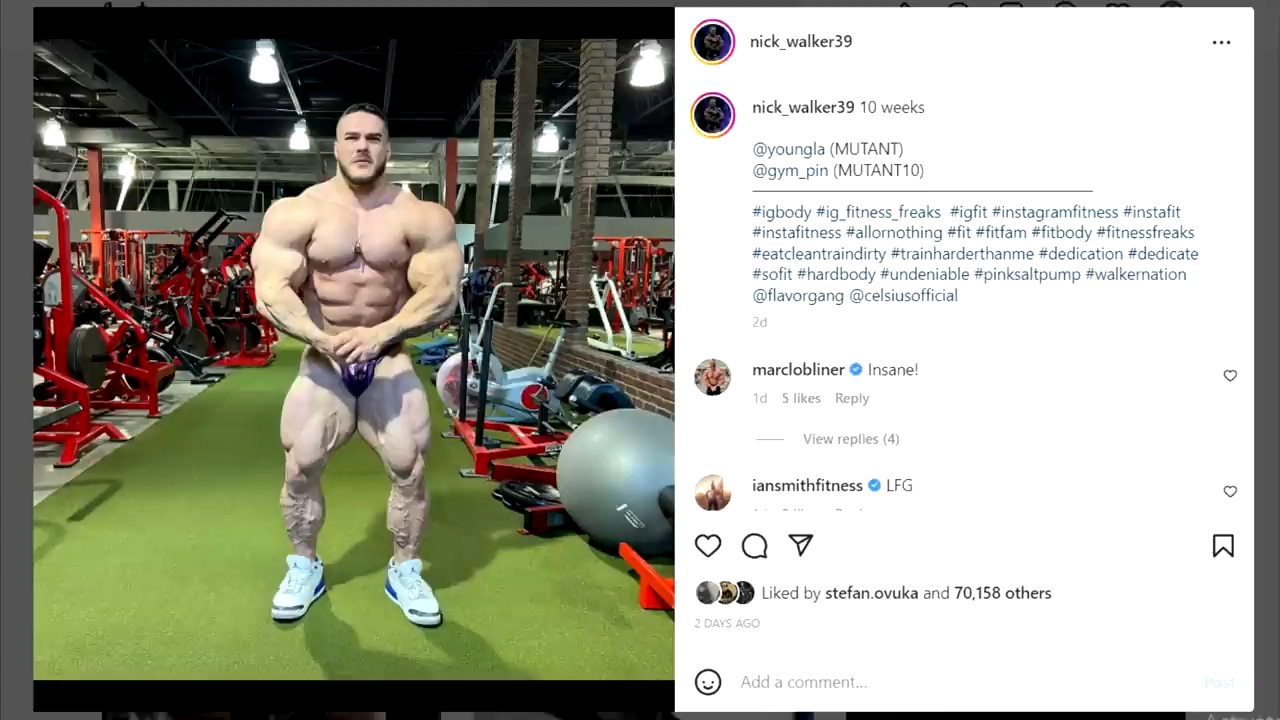 nick_walker39
nick_walker39 10 weeks
@youngla (MUTANT)
@gym_pin (MUTANT10)
#igbody #ig_fitness_freaks #igfit #instagramfitness #instafit
#instafitness #allornothing #fit #fitfam #fitbody #fitnessfreaks
#eatcleantraindirty #trainharderthanme #dedication #dedicate
#sofit #hardbody #undeniable #pinksaltpump #walkernation
@flavorgang @celsiusofficial
2d
marclobliner Insane!
1d 5 likes Reply
View replies (4)
iansmithfitness LFG
Liked by stefan.ovuka and 70,158 others
2 DAYS AGO
Add a comment...
Post